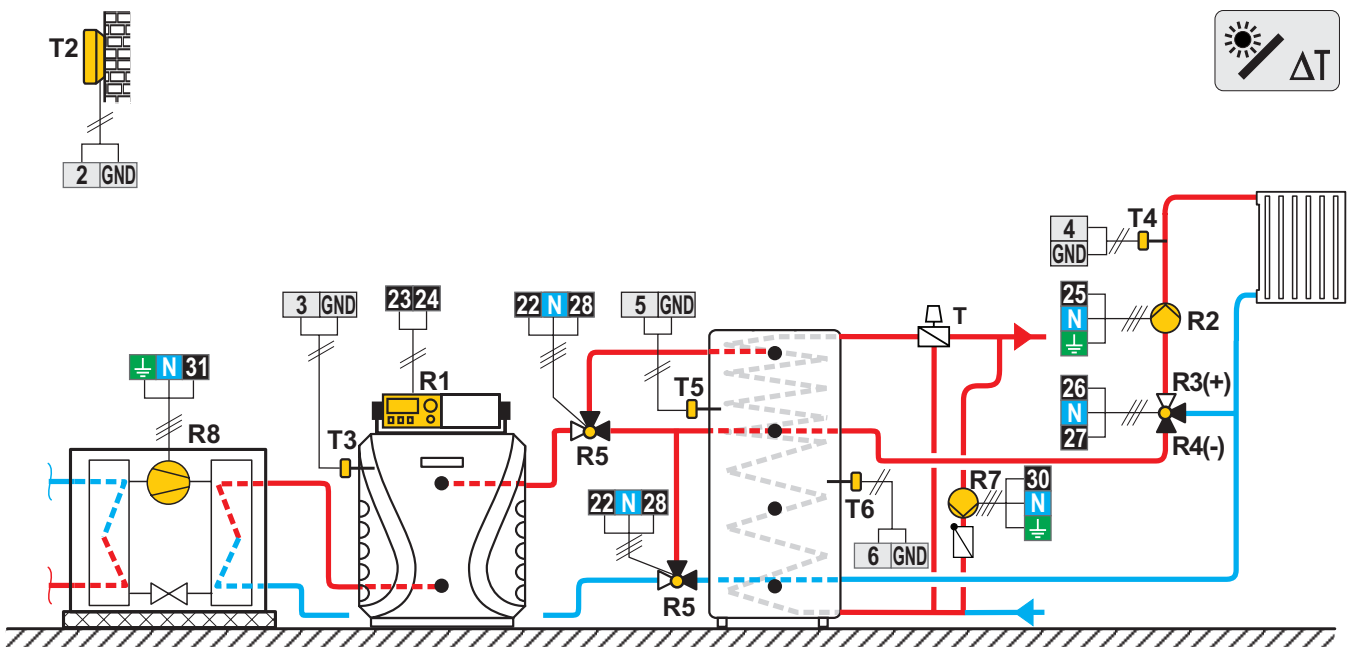 T2
ΔT
2 GND
4 T4
GND
3 GND
23 24
22 N 28
5 GND
T
25
N
R2
N 31
R1
26
R3(+)
N
T5
27
R8
T3
R5
R4(-)
R7
30
22 N 28
T6
N
6 GND
R5